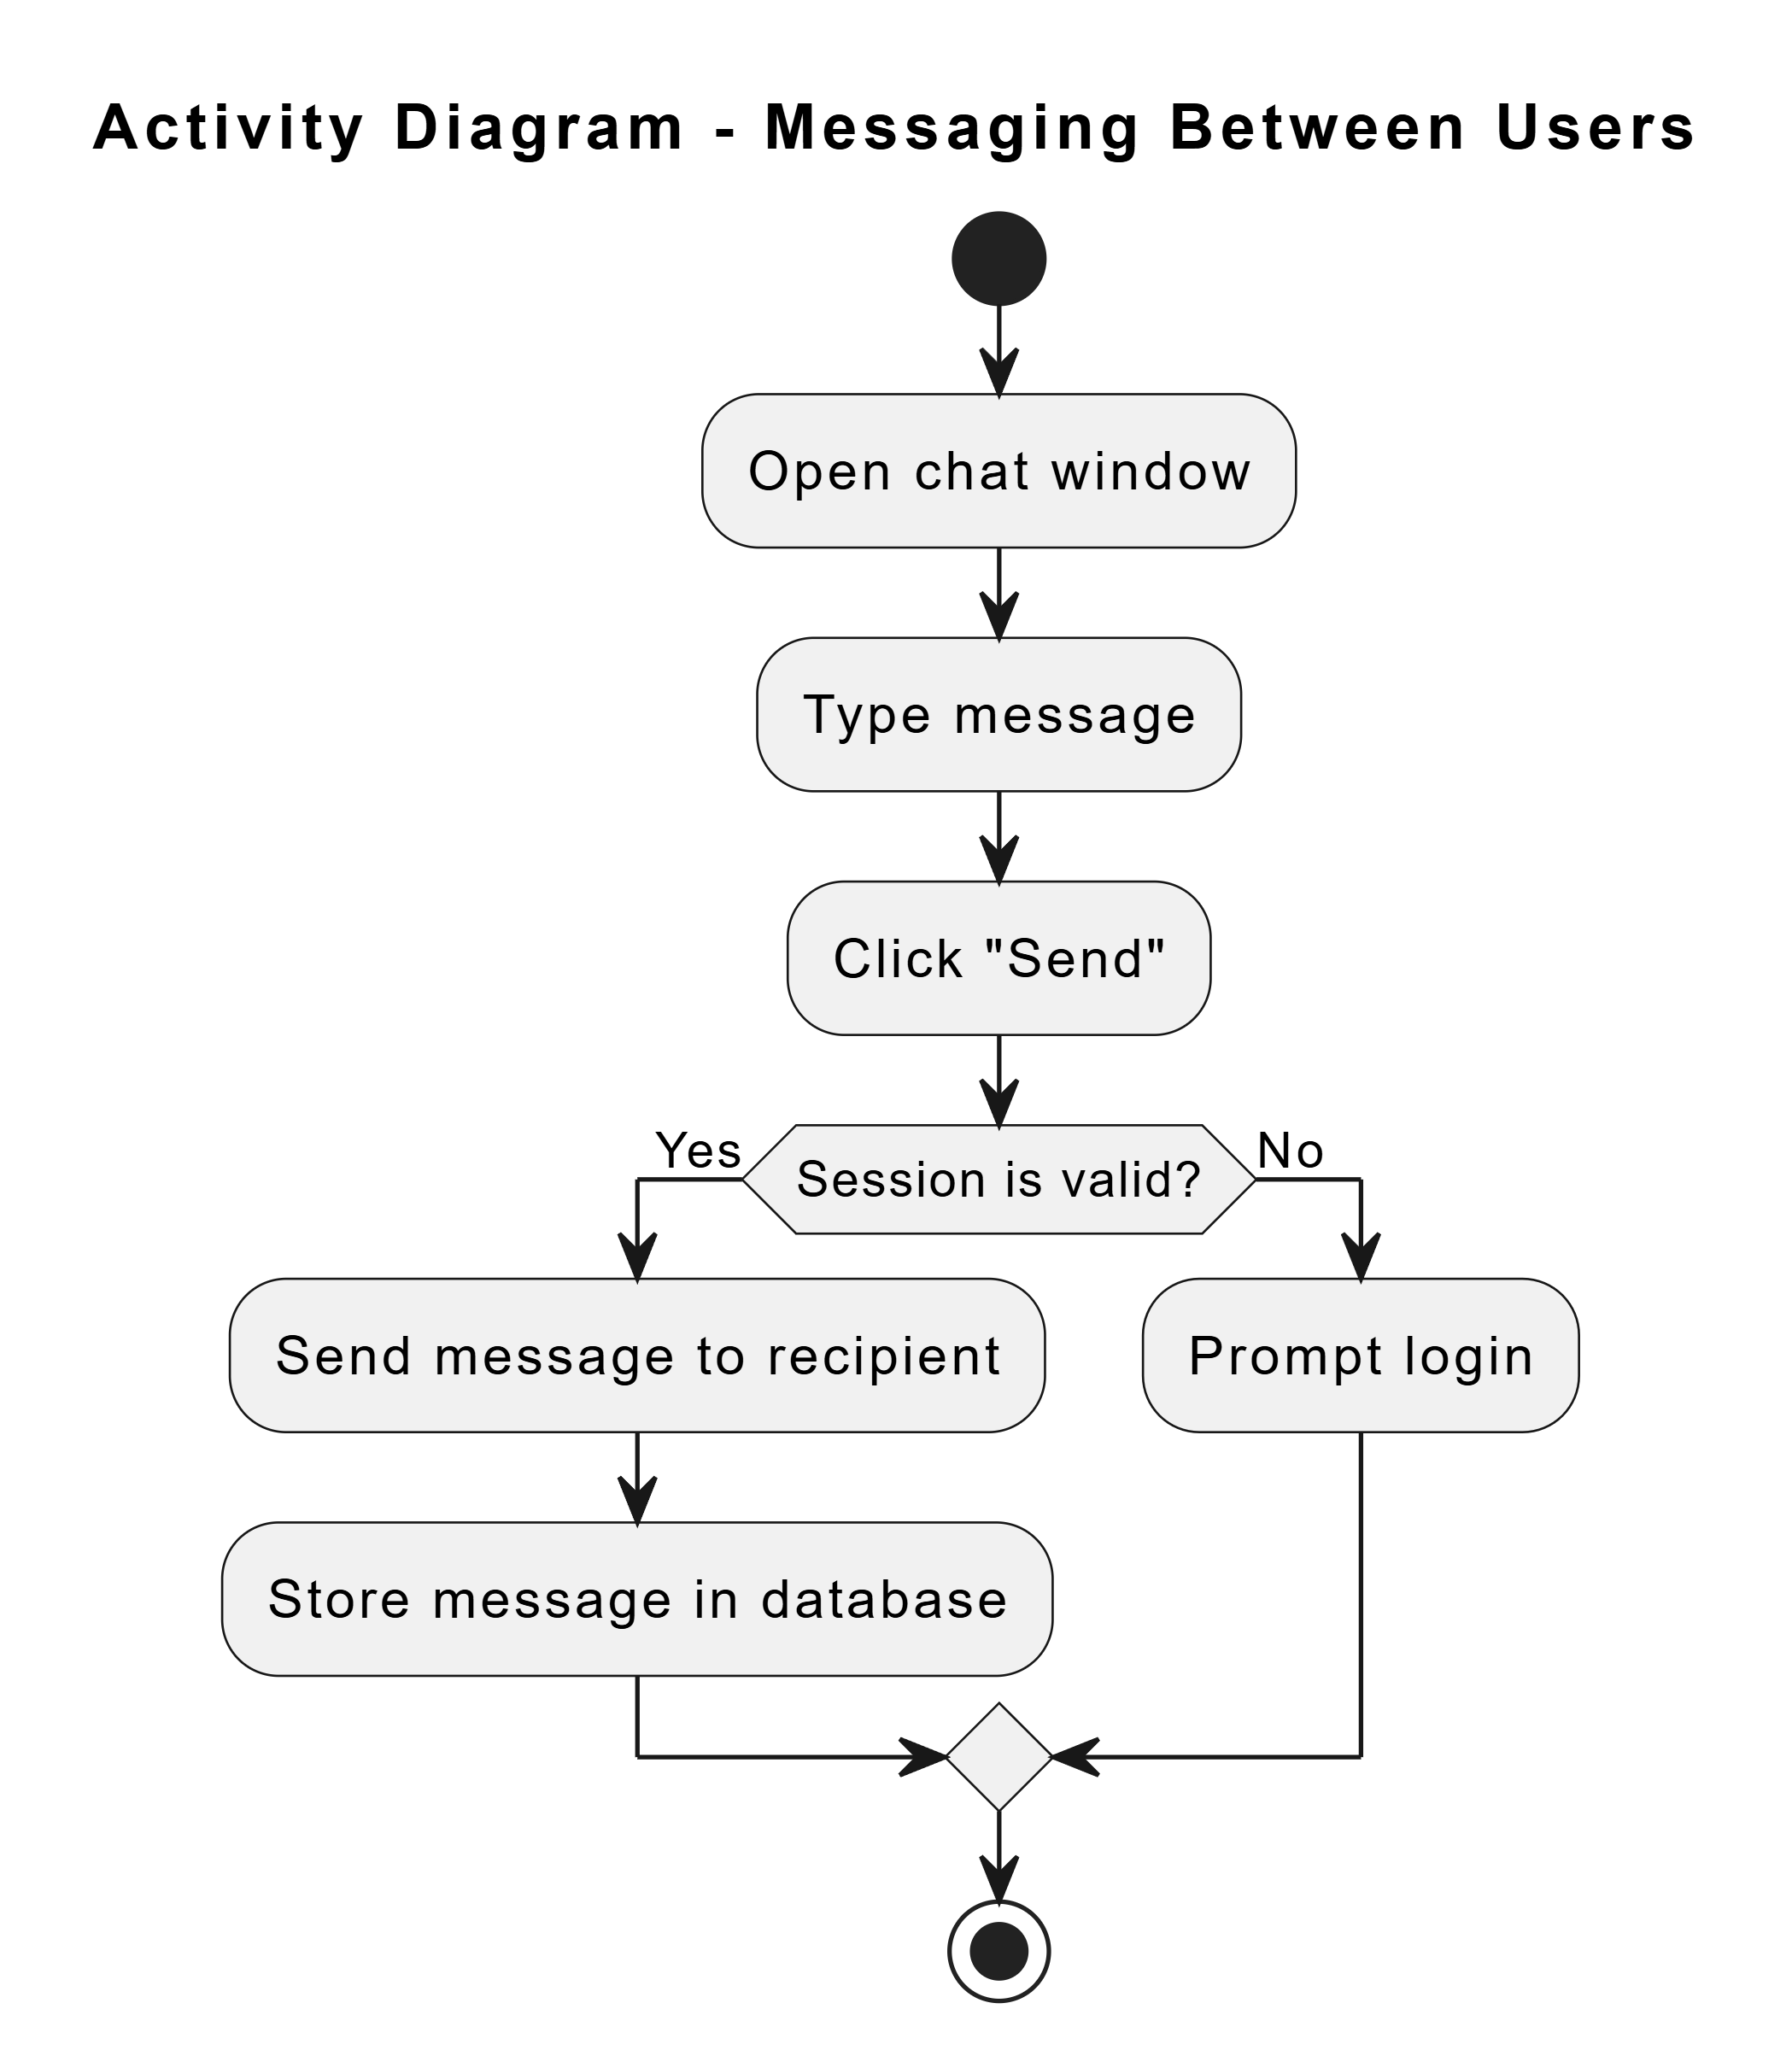 Activity Diagram - Messaging Between Users
Open chat window
Type message
Click "Send"
Yes
Session is valid?
No
Send message to recipient
Prompt login
Store message in database